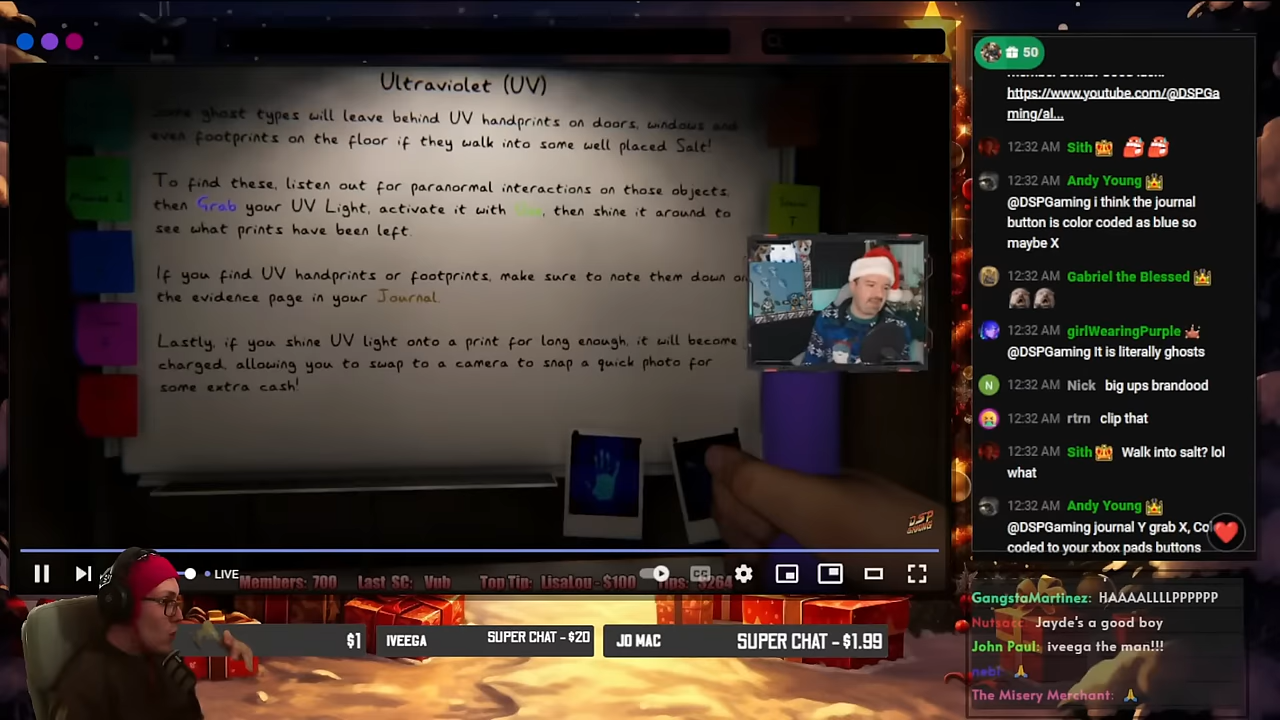 Ultraviolet (UV)
Some ghost types will leave behind UV handprints on doors, windows and
even footprints on the floor if they walk into some well placed Salt!
To find these, listen out for paranormal interactions on those objects,
then Grab your UV Light, activate it with , then shine it around to
see what prints have been left.
If you find UV handprints or footprints, make sure to note them down on
the evidence page in your Journal.
Lastly, if you shine UV light onto a print for long enough, it will become
charged, allowing you to swap to a camera to snap a quick photo for
some extra cash!
DSP
GAMING
LIVE
CC
Members: 700 Last SC: Vub Top Tip: LisaLou - $100
$1
IVEEGA SUPER CHAT - $20
JD MAC SUPER CHAT - $1.99
50
https://www.youtube.com/@DSPGa
ming/al...
12:32 AM Sith
12:32 AM Andy Young
@DSPGaming i think the journal
button is color coded as blue so
maybe X
12:32 AM Gabriel the Blessed
12:32 AM girlWearingPurple
@DSPGaming It is literally ghosts
N 12:32 AM Nick big ups brandood
12:32 AM rtrn clip that
12:32 AM Sith Walk into salt? lol
what
12:32 AM Andy Young
@DSPGaming journal Y grab X, Co
coded to your xbox pads buttons
GangstaMartinez: HAAAALLLLPPPPPP
Jayde's a good boy
John Paul: iveega the man!!!
The Misery Merchant: